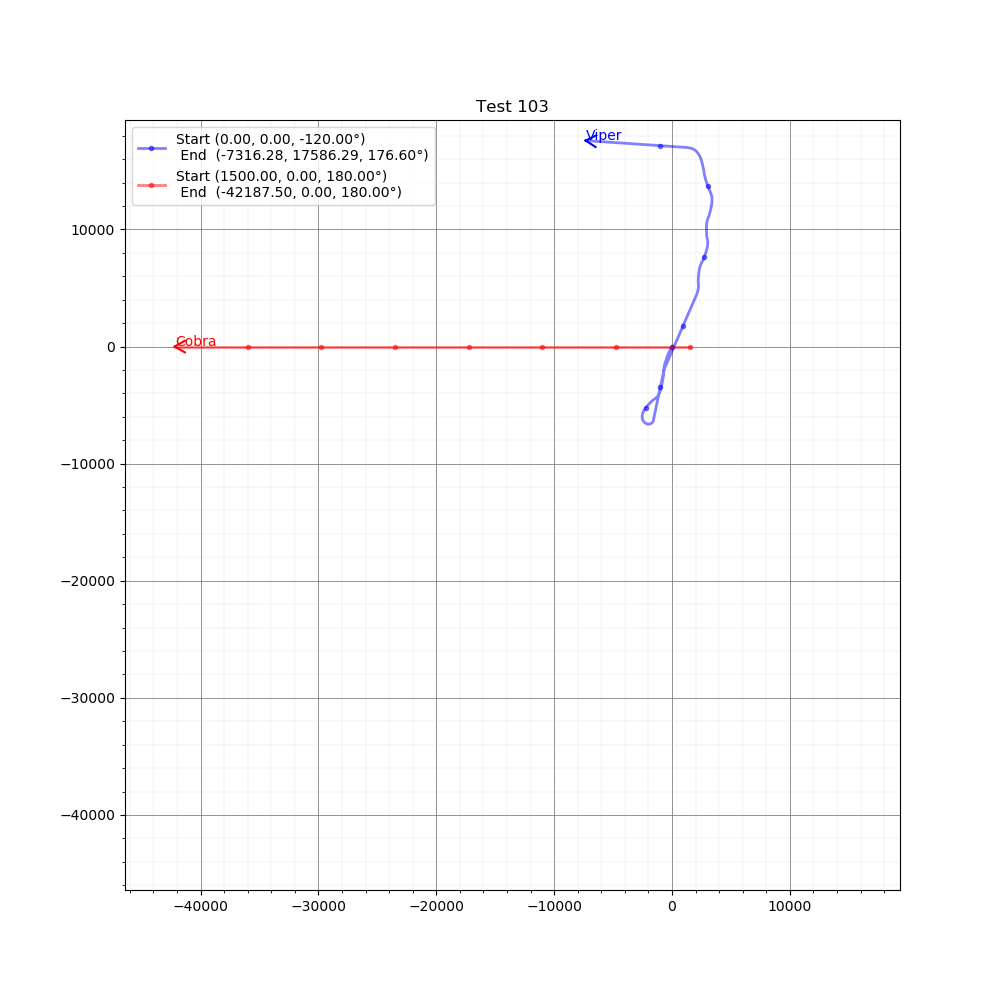 Test 103
Start (0.00, 0.00, -120.00°)
End (-7316.28, 17586.29, 176.60°)
Start (1500.00, 0.00, 180.00°)
End (-42187.50, 0.00, 180.00°)
Viper
Cobra
10000
0
−10000
−20000
−30000
−40000
−40000
−30000
−20000
−10000
0
10000